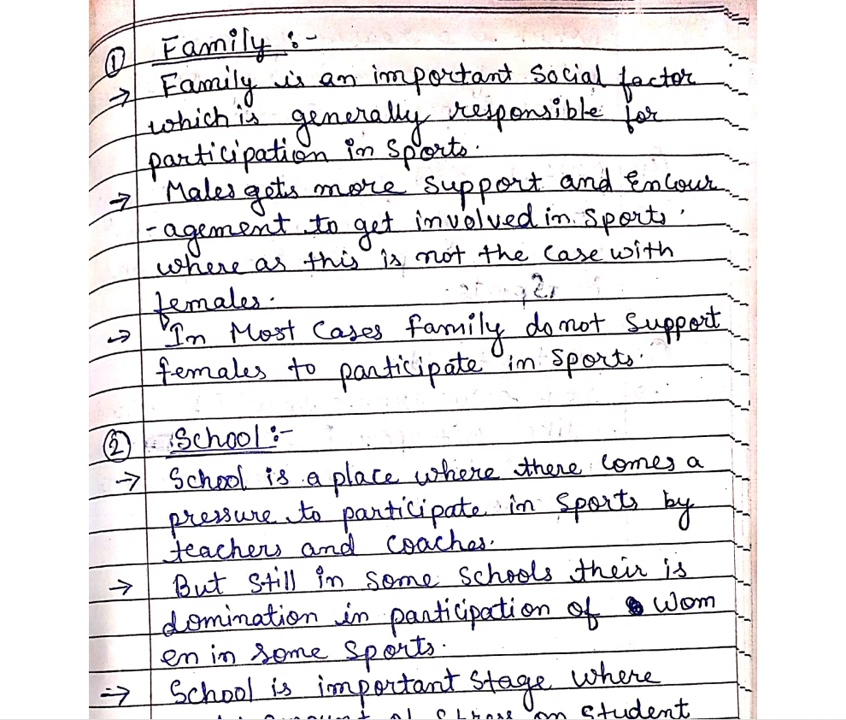 ① Family :-
→ Family is an important social factor
which is generally responsible for
participation in sports.
→ Males gets more support and encour
-agement to get involved in sports.
where as this is not the case with
females.
→ In Most Cases family do not support
females to participate in sports.
② School :-
→ School is a place where there comes a
pressure to participate in sports by
teachers and coaches.
→ But still in some schools their is
domination in participation of Wom
en in some sports.
→ School is important stage where
on student